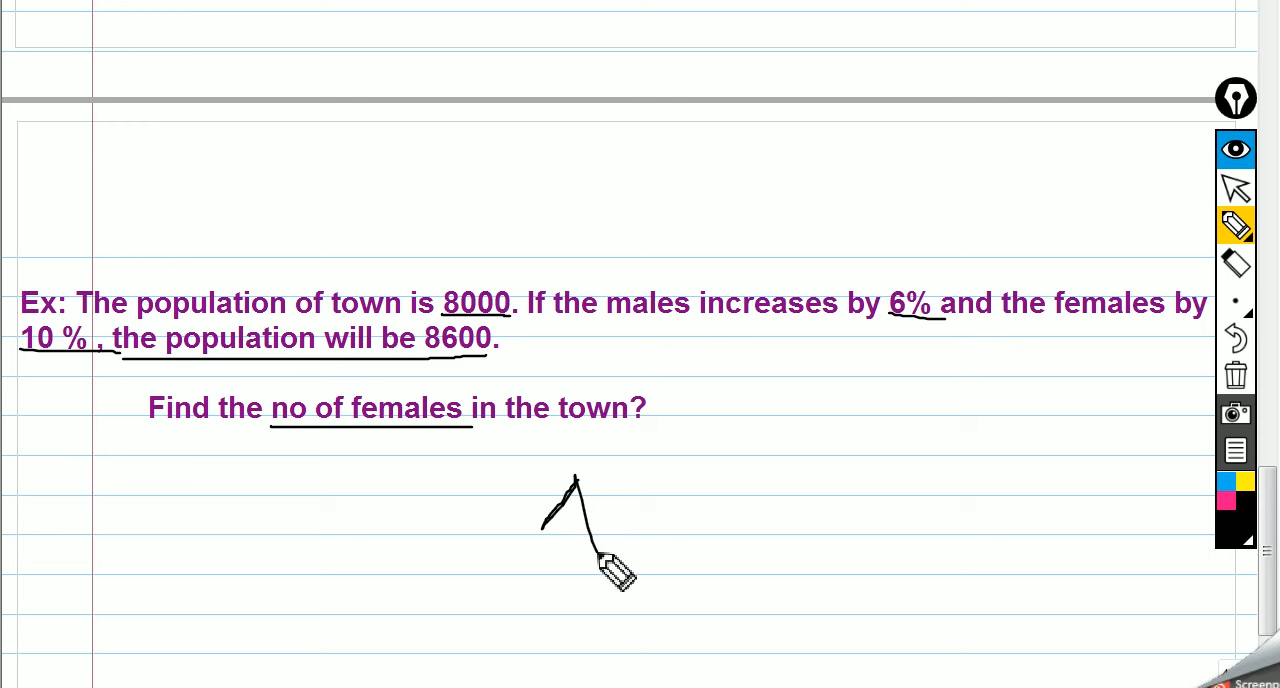 Ex: The population of town is 8000. If the males increases by 6% and the females by
10 % , the population will be 8600.
Find the no of females in the town?